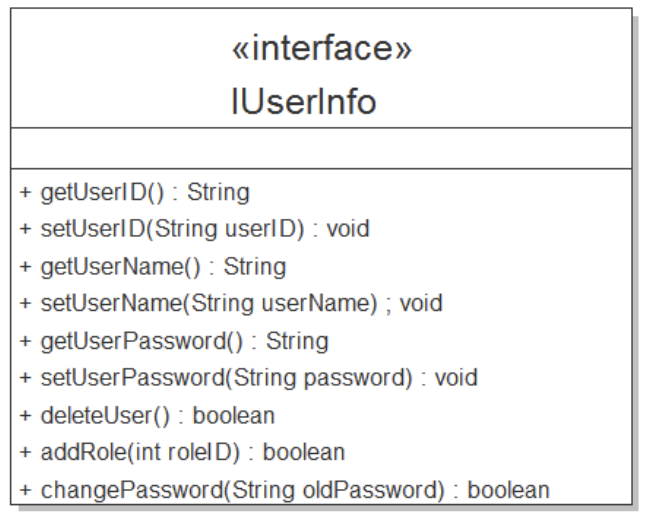 «interface»
IUserInfo
+ getUserID() : String
+ setUserID(String userID) : void
+ getUserName() : String
+ setUserName(String userName) ; void
+ getUserPassword() : String
+ setUserPassword(String password) : void
+ deleteUser() : boolean
+ addRole(int roleID) : boolean
+ changePassword(String oldPassword) : boolean